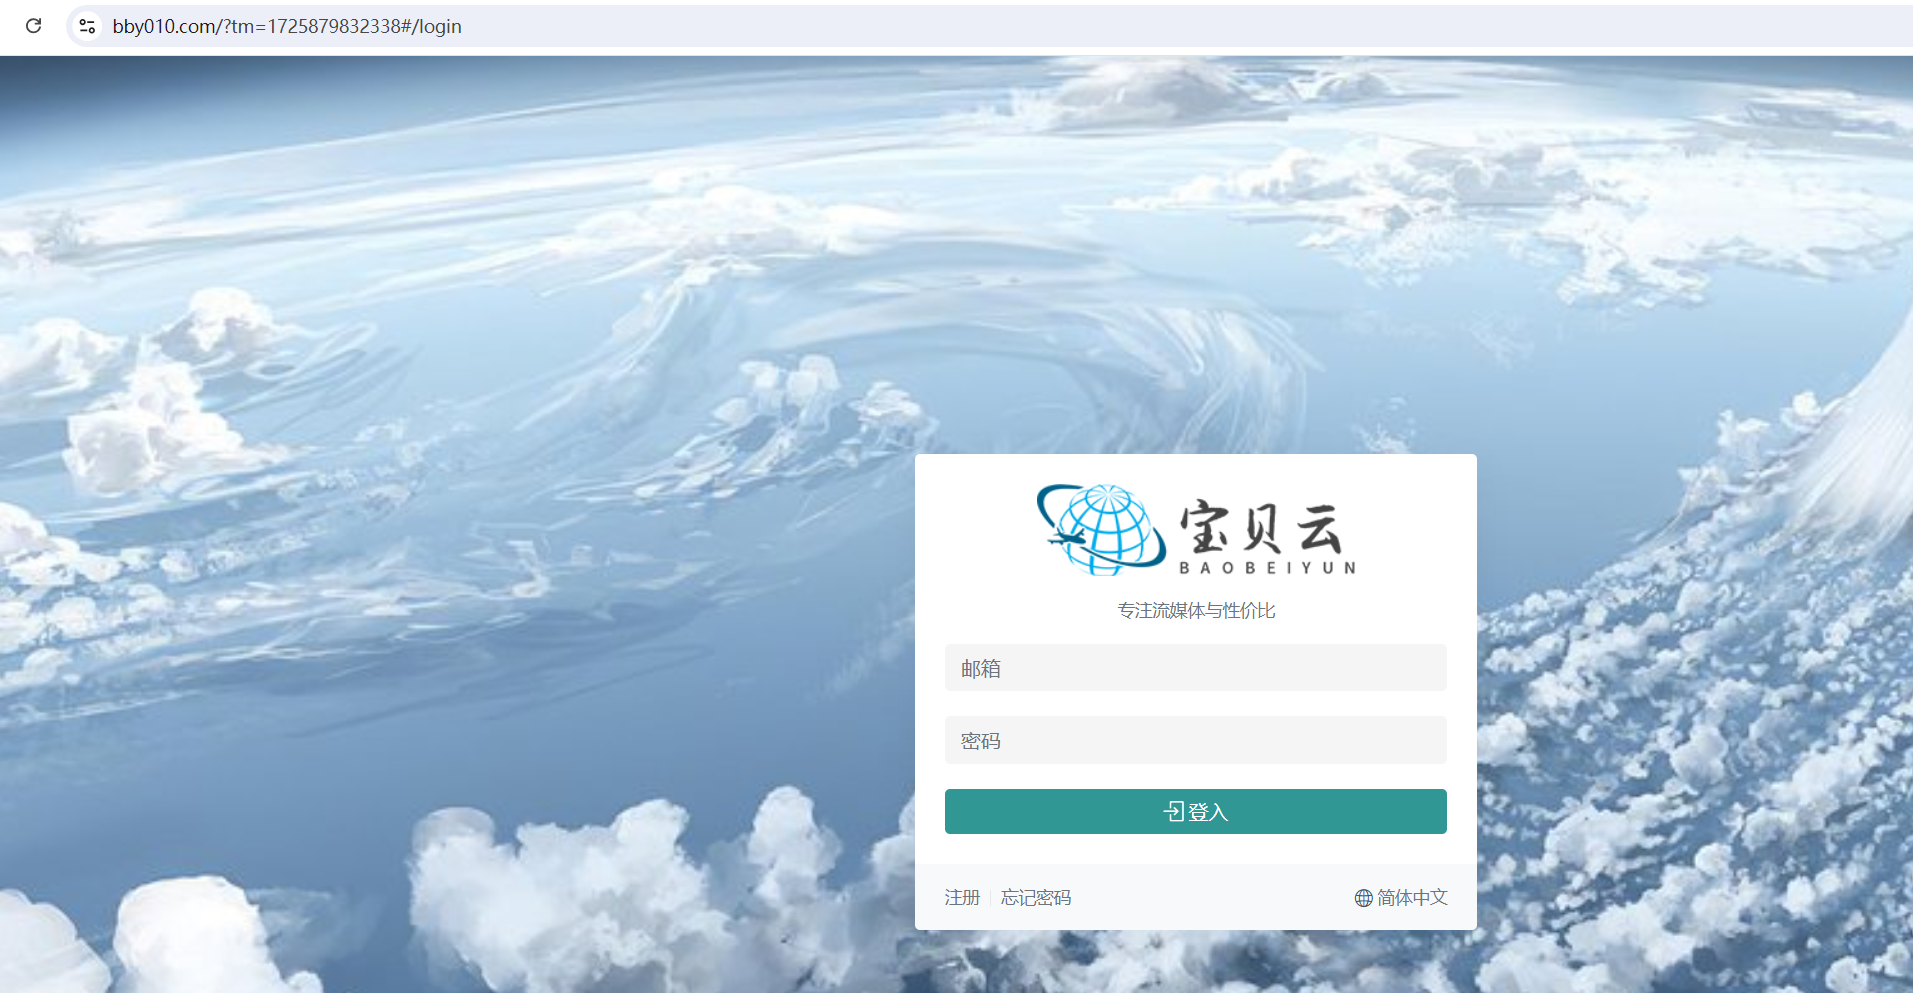 bby010.com/?tm=1725879832338#/login
宝贝云
BAOBEIYUN
专注流媒体与性价比
邮箱
密码
登入
注册 忘记密码 简体中文